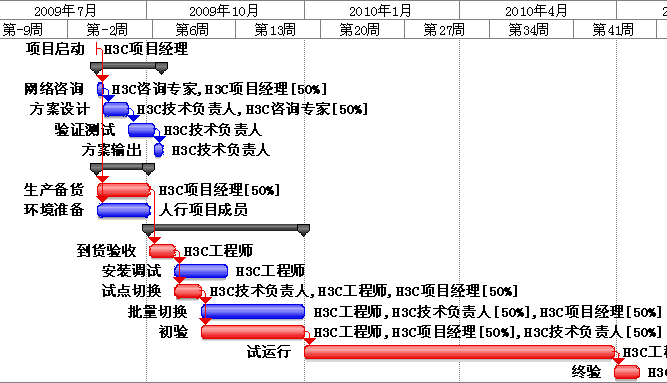 2009年7月 2009年10月 2010年1月 2010年4月
第-9周 第-2周 第6周 第13周 第20周 第27周 第34周 第41周
项目启动 H3C项目经理
网络咨询 H3C咨询专家,H3C项目经理[50%]
方案设计 H3C技术负责人,H3C咨询专家[50%]
验证测试 H3C技术负责人
方案输出 H3C技术负责人
生产备货 H3C项目经理[50%]
环境准备 人行项目成员
到货验收 H3C工程师
安装调试 H3C工程师
试点切换 H3C技术负责人,H3C工程师,H3C项目经理[50%]
批量切换 H3C工程师,H3C技术负责人[50%],H3C项目经理[50%]
初验 H3C工程师,H3C项目经理[50%],H3C技术负责人[50%]
试运行 H3C工程
终验 H3C